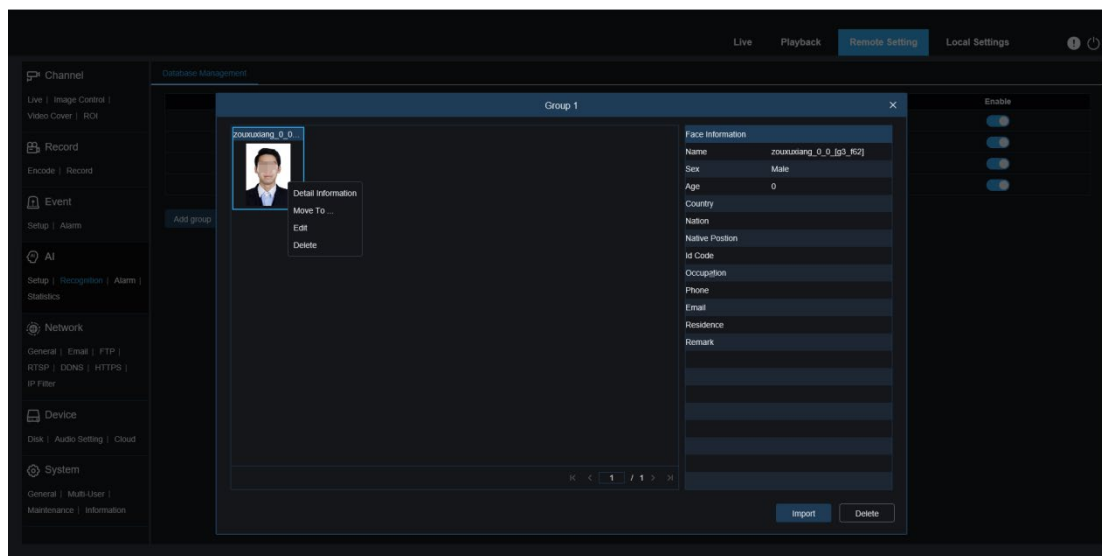 Live Playback Remote Setting Local Settings
Channel
Live | Image Control |
Video Cover | ROI
Record
Encode | Record
Event
Setup | Alarm
AI
Setup | Recognition | Alarm |
Statistics
Network
General | Email | FTP |
RTSP | DDNS | HTTPS |
IP Filter
Device
Disk | Audio Setting | Cloud
System
General | Multi-User |
Maintenance | Information
Database Management
Enable
Add group
Group 1
zouxuxiang_0_0...
Detail Information
Move To ...
Edit
Delete
Face Information
Name zouxuxiang_0_0_[g3_f62]
Sex Male
Age 0
Country
Nation
Native Postion
Id Code
Occupation
Phone
Email
Residence
Remark
1 / 1
Import Delete